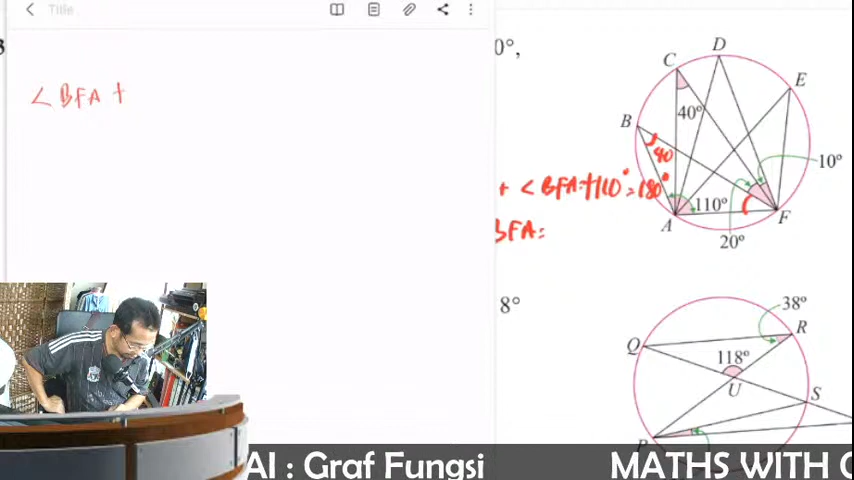 Title
0°,
∠BFA +
C
D
E
B
40°
40
10°
+ ∠BFA + 110° = 180°
110°
A
F
BFA =
20°
8°
38°
R
Q
118°
U
S
P
AI : Graf Fungsi
MATHS WITH